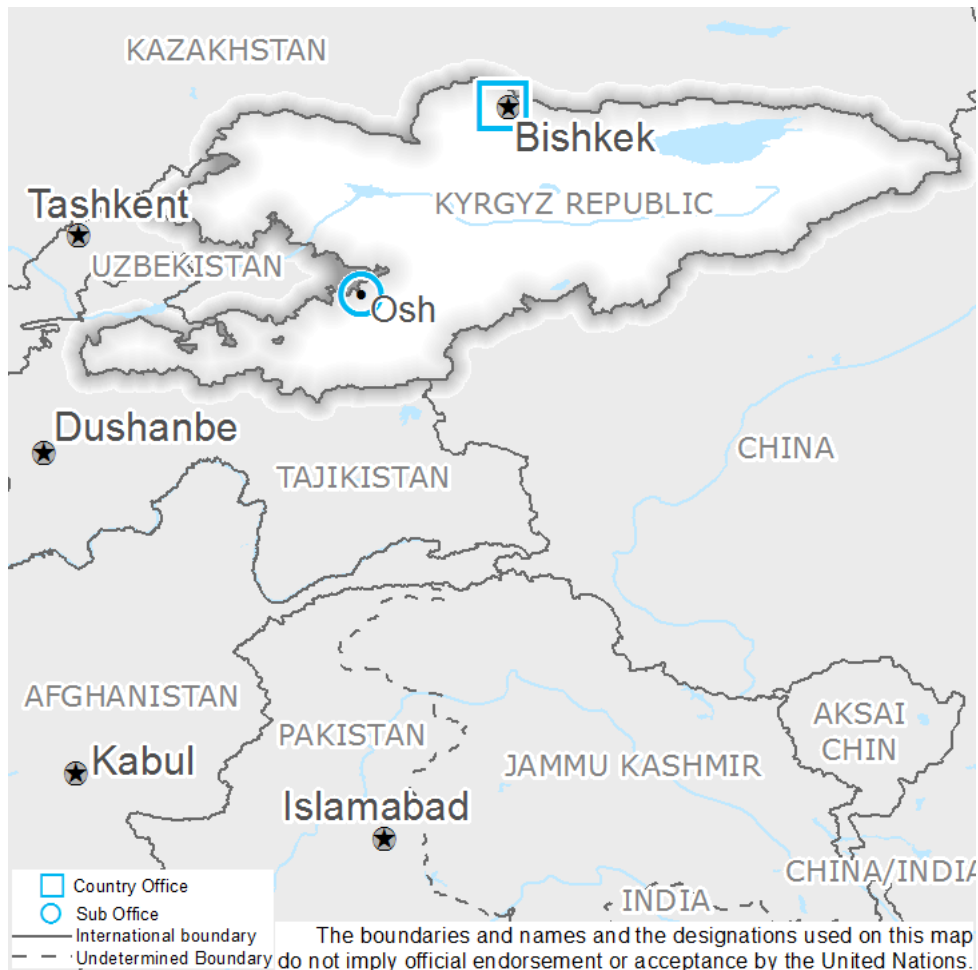 KAZAKHSTAN
Bishkek
KYRGYZ REPUBLIC
Tashkent
UZBEKISTAN
Osh
Dushanbe
CHINA
TAJIKISTAN
AFGHANISTAN
PAKISTAN
AKSAI
CHIN
JAMMU KASHMIR
Kabul
Islamabad
CHINA/INDIA
INDIA
Country Office
Sub Office
International boundary
Undetermined Boundary
The boundaries and names and the designations used on this map
do not imply official endorsement or acceptance by the United Nations.